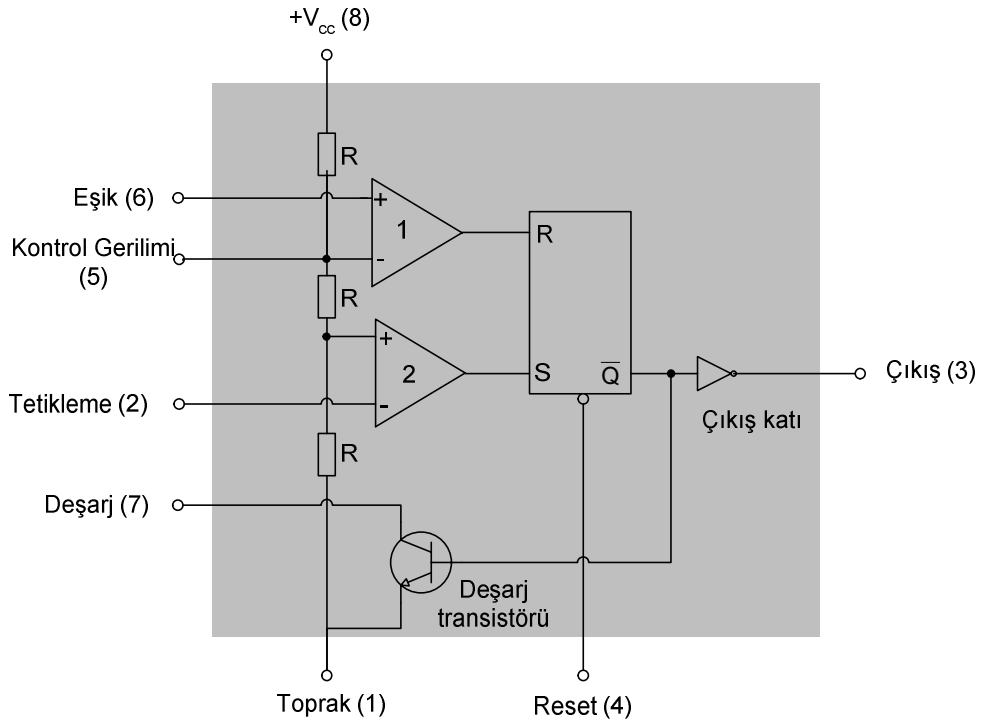 +Vcc (8)
R
Eşik (6)
+
1
-
R
Kontrol Gerilimi
(5)
R
+
2
-
S
Q̅
Çıkış (3)
Tetikleme (2)
Çıkış katı
R
Deşarj (7)
Deşarj
transistörü
Toprak (1)
Reset (4)